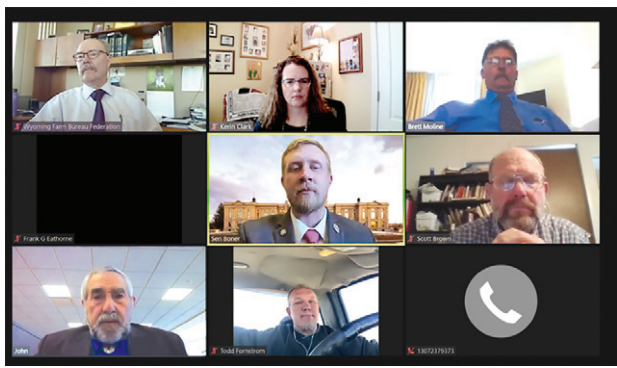 Wyoming Farm Bureau Federation
Kerin Clark
Brett Moline
Frank G Eathorne
Sen Boner
Scott Brown
John
Todd Fornstrom
13072379373